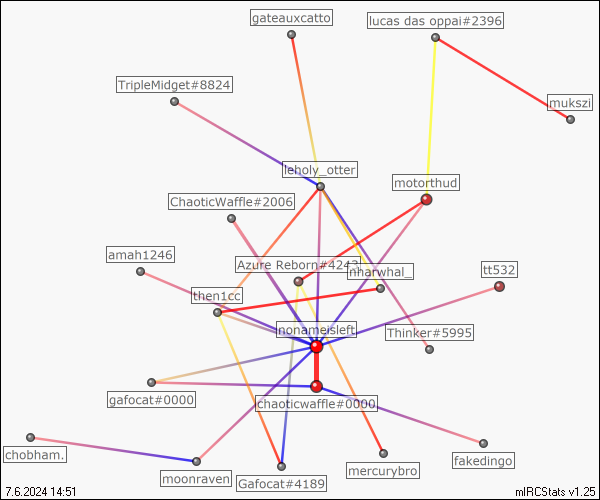 gateauxcatto
lucas das oppai#2396
mukszi
TripleMidget#8824
leholy_otter
motorthud
ChaoticWaffle#2006
amah1246
Azure Reborn#4243
nharwhal_
tt532
then1cc
nonameisleft
Thinker#5995
gafocat#0000
chaoticwaffle#0000
chobham.
moonraven
Gafocat#4189
mercurybro
fakedingo
7.6.2024 14:51
mIRCStats v1.25